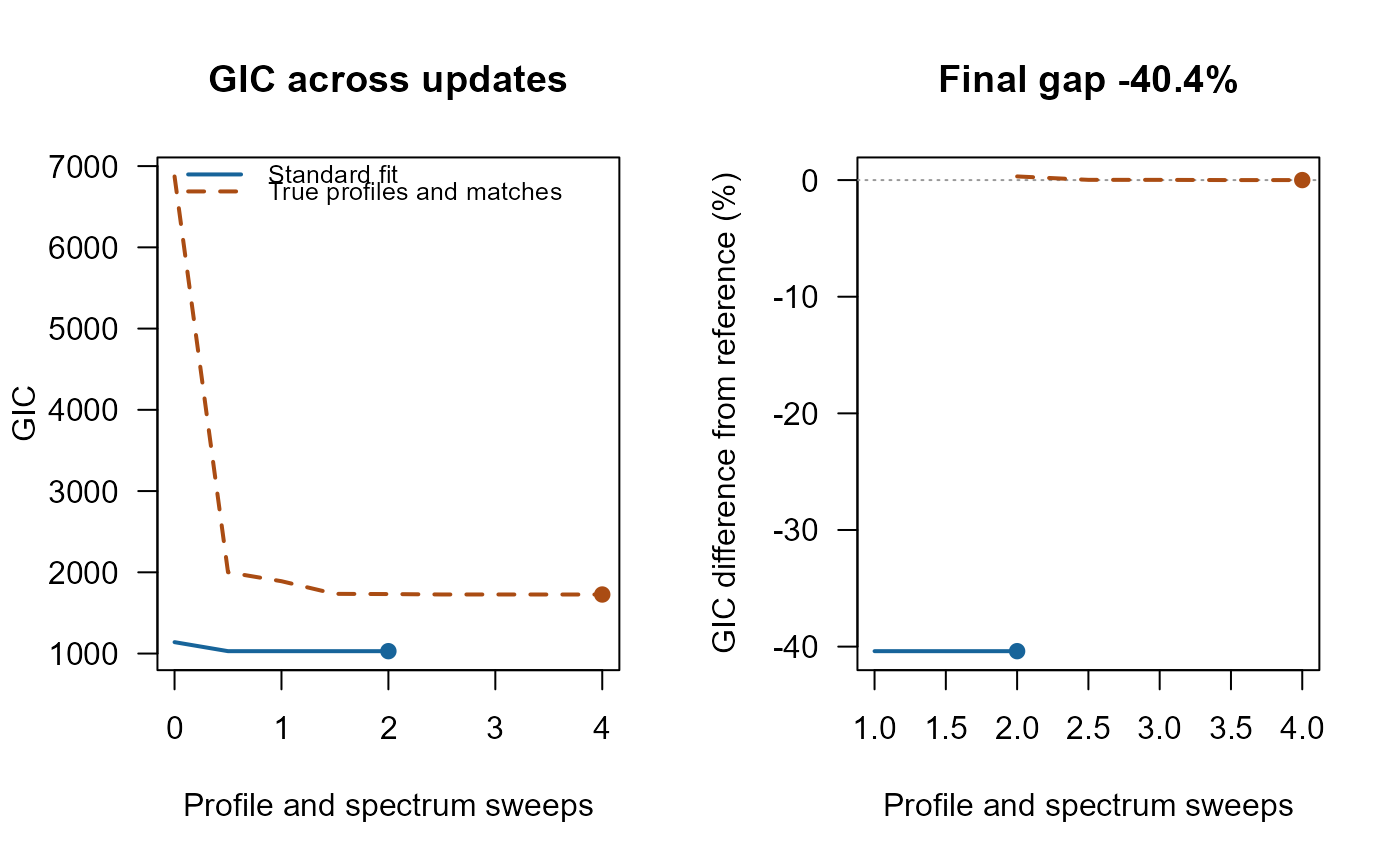 GIC across updates
Standard fit
True profiles and matches
7000
6000
5000
4000
3000
2000
1000
GIC
0 1 2 3 4
Profile and spectrum sweeps
Final gap -40.4%
0
-10
-20
-30
-40
GIC difference from reference (%)
1.0 1.5 2.0 2.5 3.0 3.5 4.0
Profile and spectrum sweeps